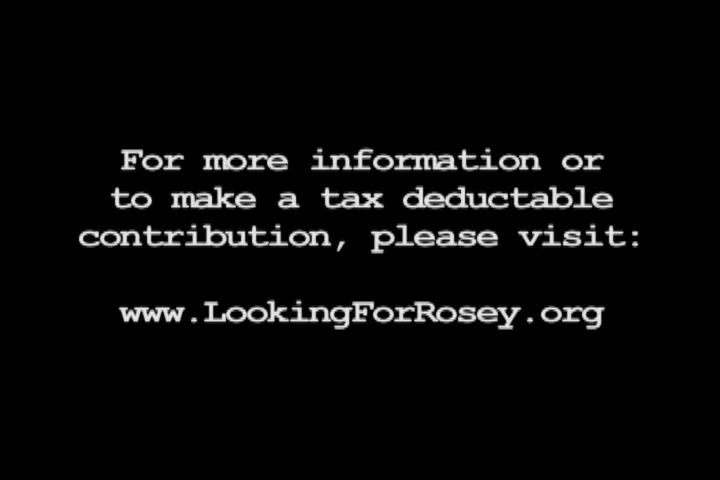 For more information or
to make a tax deductable
contribution, please visit:
www.LookingForRosey.org